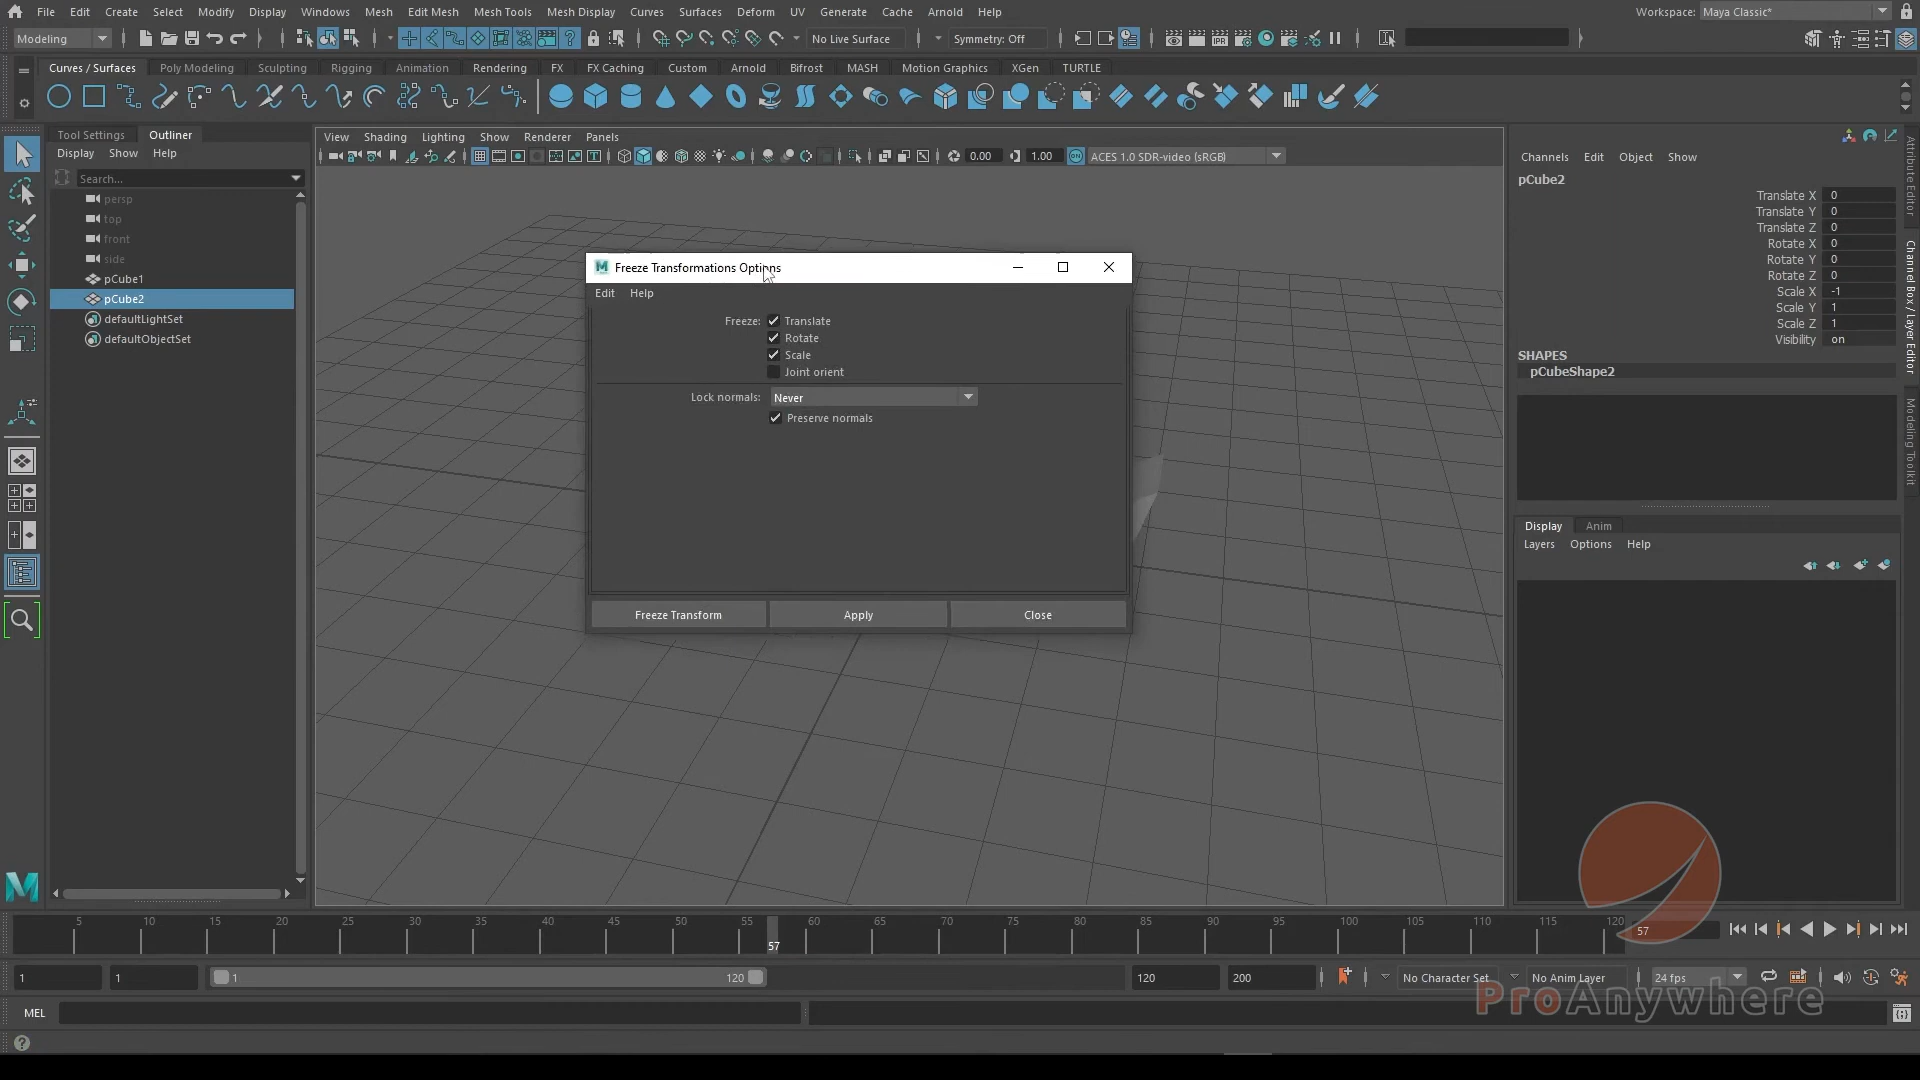 File Edit Create Select Modify Display Windows Mesh Edit Mesh Mesh Tools Mesh Display Curves Surfaces Deform UV Generate Cache Arnold Help Workspace: Maya Classic*
Modeling No Live Surface Symmetry: Off
Curves / Surfaces Poly Modeling Sculpting Rigging Animation Rendering FX FX Caching Custom Arnold Bifrost MASH Motion Graphics XGen TURTLE
Tool Settings Outliner
Display Show Help
Search...
persp
top
front
side
pCube1
pCube2
defaultLightSet
defaultObjectSet
View Shading Lighting Show Renderer Panels
0.00 1.00 ACES 1.0 SDR-video (sRGB)
Freeze Transformations Options
Edit Help
Freeze: Translate
Rotate
Scale
Joint orient
Lock normals: Never
Preserve normals
Freeze Transform Apply Close
Channels Edit Object Show
pCube2
Translate X 0
Translate Y 0
Translate Z 0
Rotate X 0
Rotate Y 0
Rotate Z 0
Scale X -1
Scale Y 1
Scale Z 1
Visibility on
SHAPES
pCubeShape2
Display Anim
Layers Options Help
Attribute Editor
Channel Box / Layer Editor
Modeling Toolkit
5 10 15 20 25 30 35 40 45 50 55 60 65 70 75 80 85 90 95 100 105 110 115 120
57 57
1 1 1 120 120 200 No Character Set No Anim Layer 24 fps
ProAnywhere
MEL